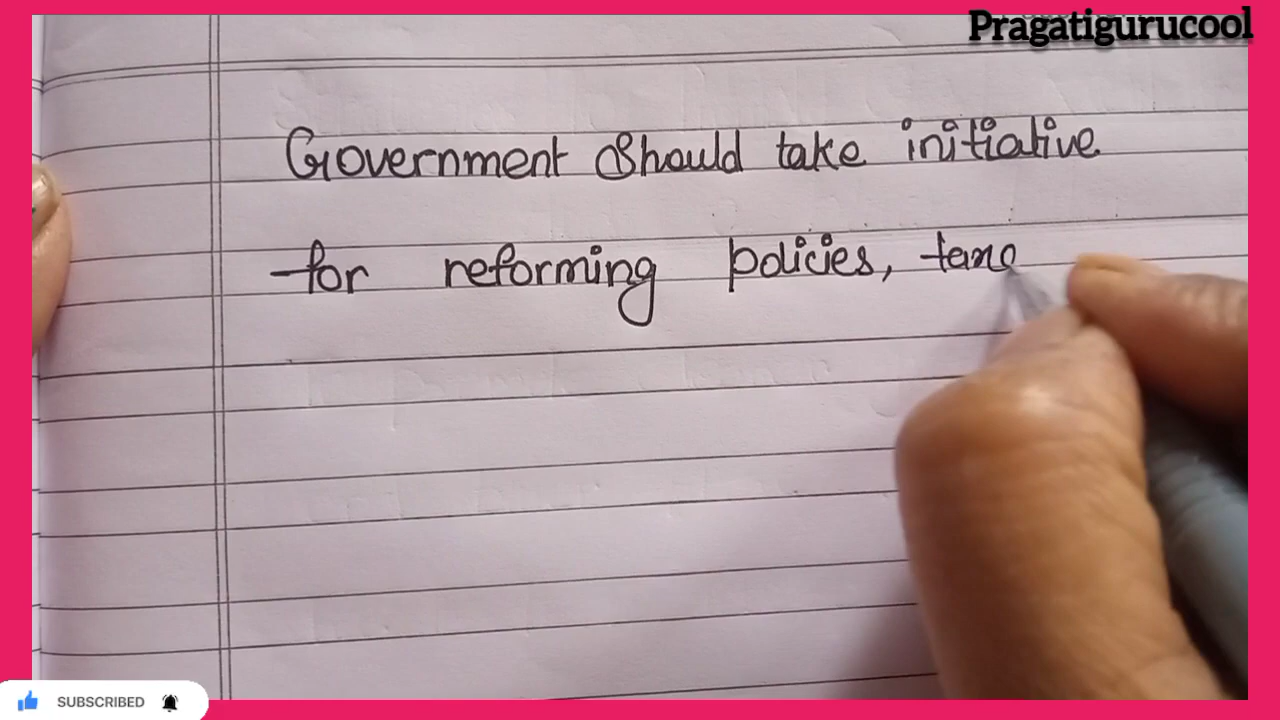 Pragatigurucool
Government Should take initiative
for reforming policies,
SUBSCRIBED